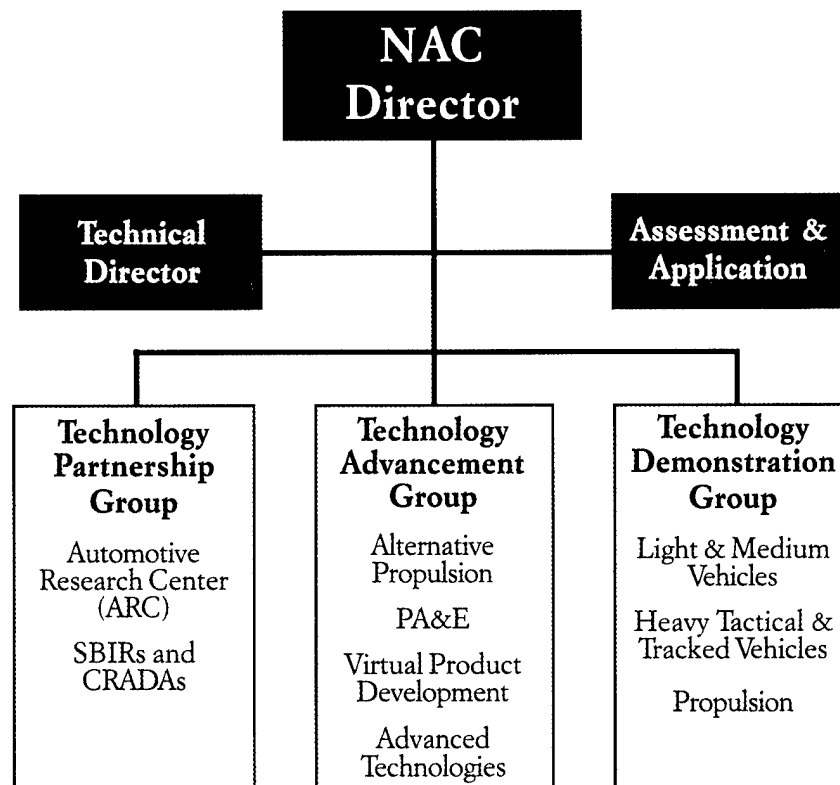 NAC
Director
Technical
Director
Assessment &
Application
Technology
Partnership
Group
Automotive
Research Center
(ARC)
SBIRs and
CRADAs
Technology
Advancement
Group
Alternative
Propulsion
PA&E
Virtual Product
Development
Advanced
Technologies
Technology
Demonstration
Group
Light & Medium
Vehicles
Heavy Tactical &
Tracked Vehicles
Propulsion